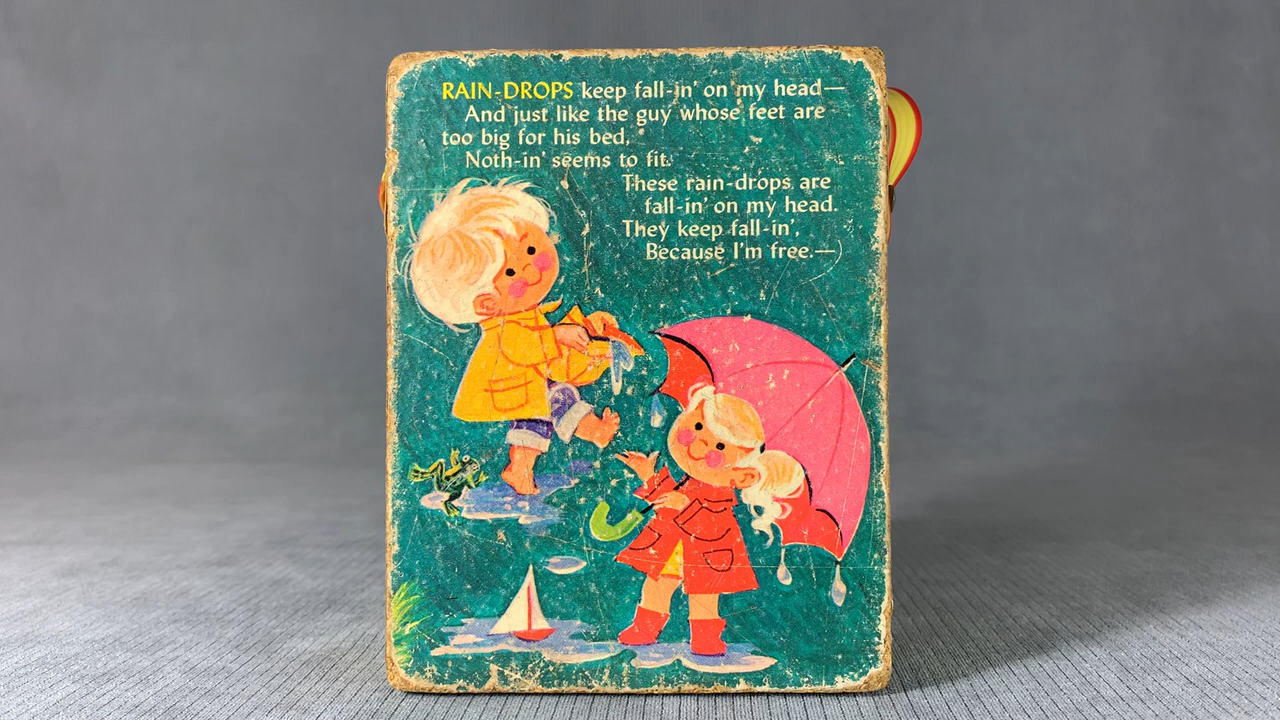 RAIN-DROPS keep fall-in' on my head—
And just like the guy whose feet are
too big for his bed,
Noth-in' seems to fit.
These rain-drops are
fall-in' on my head.
They keep fall-in',
Because I'm free.—